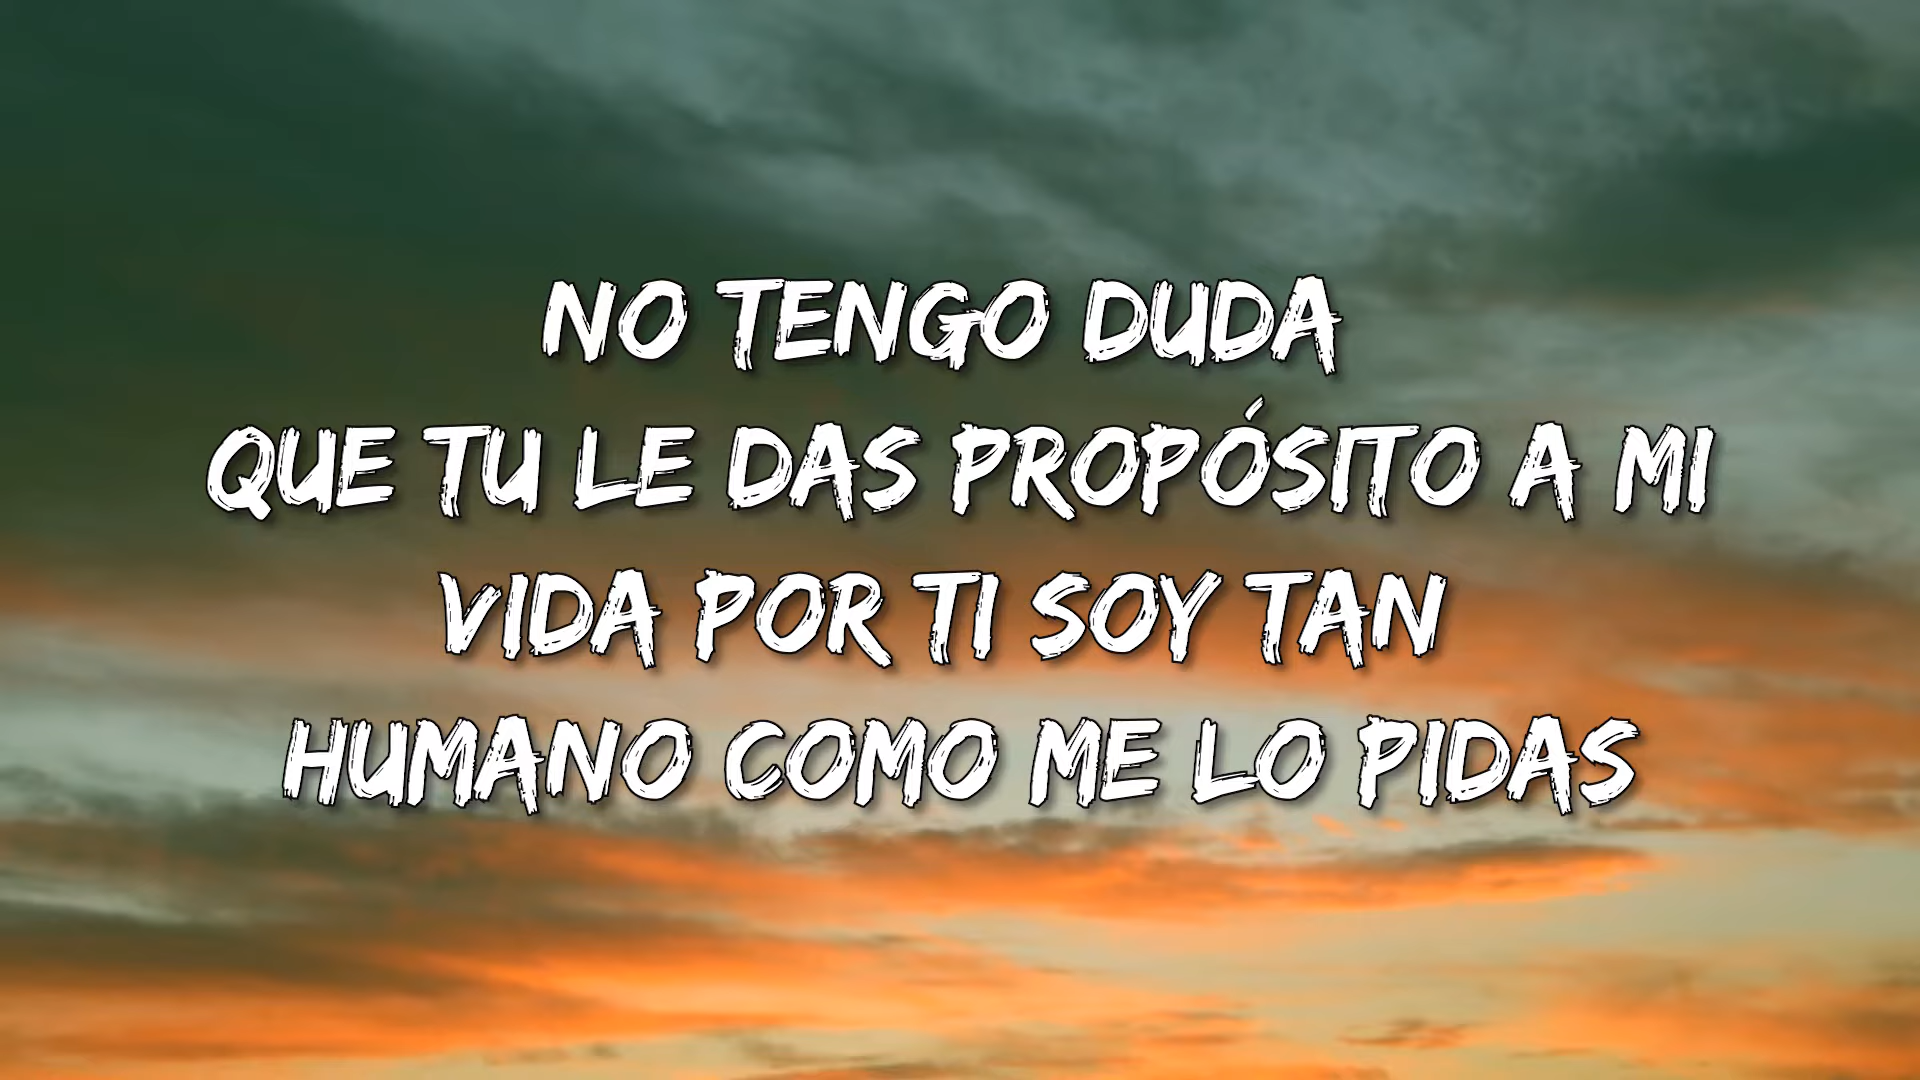 NO TENGO DUDA
QUE TU LE DAS PROPÓSITO A MI
VIDA POR TI SOY TAN
HUMANO COMO ME LO PIDAS